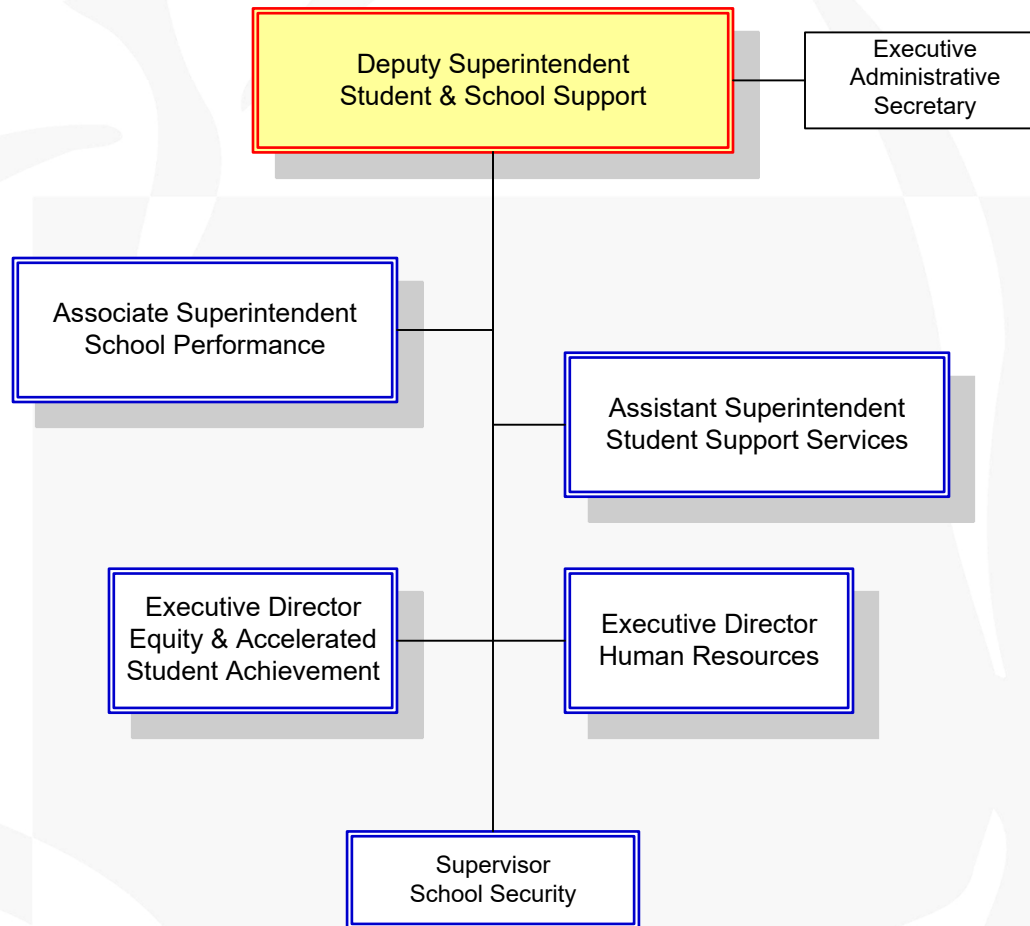 Deputy Superintendent
Student & School Support
Executive
Administrative
Secretary
Associate Superintendent
School Performance
Assistant Superintendent
Student Support Services
Executive Director
Equity & Accelerated
Student Achievement
Executive Director
Human Resources
Supervisor
School Security